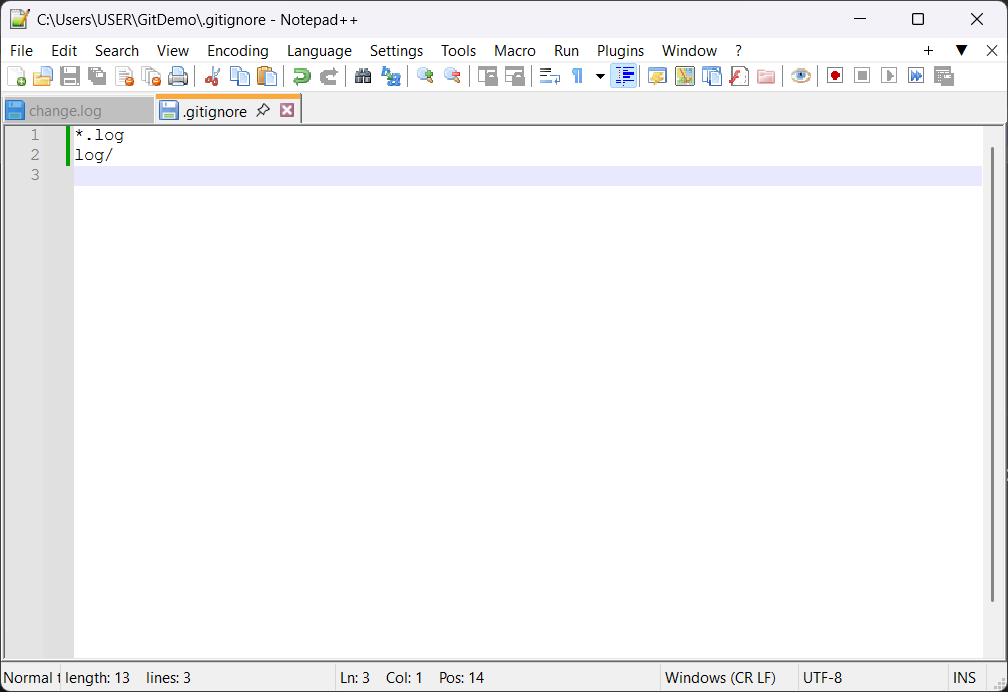 C:\Users\USER\GitDemo\.gitignore - Notepad++
File Edit Search View Encoding Language Settings Tools Macro Run Plugins Window ? + ▼ X
change.log .gitignore
1 *.log
2 log/
3
Normal t length: 13 lines: 3 Ln: 3 Col: 1 Pos: 14 Windows (CR LF) UTF-8 INS